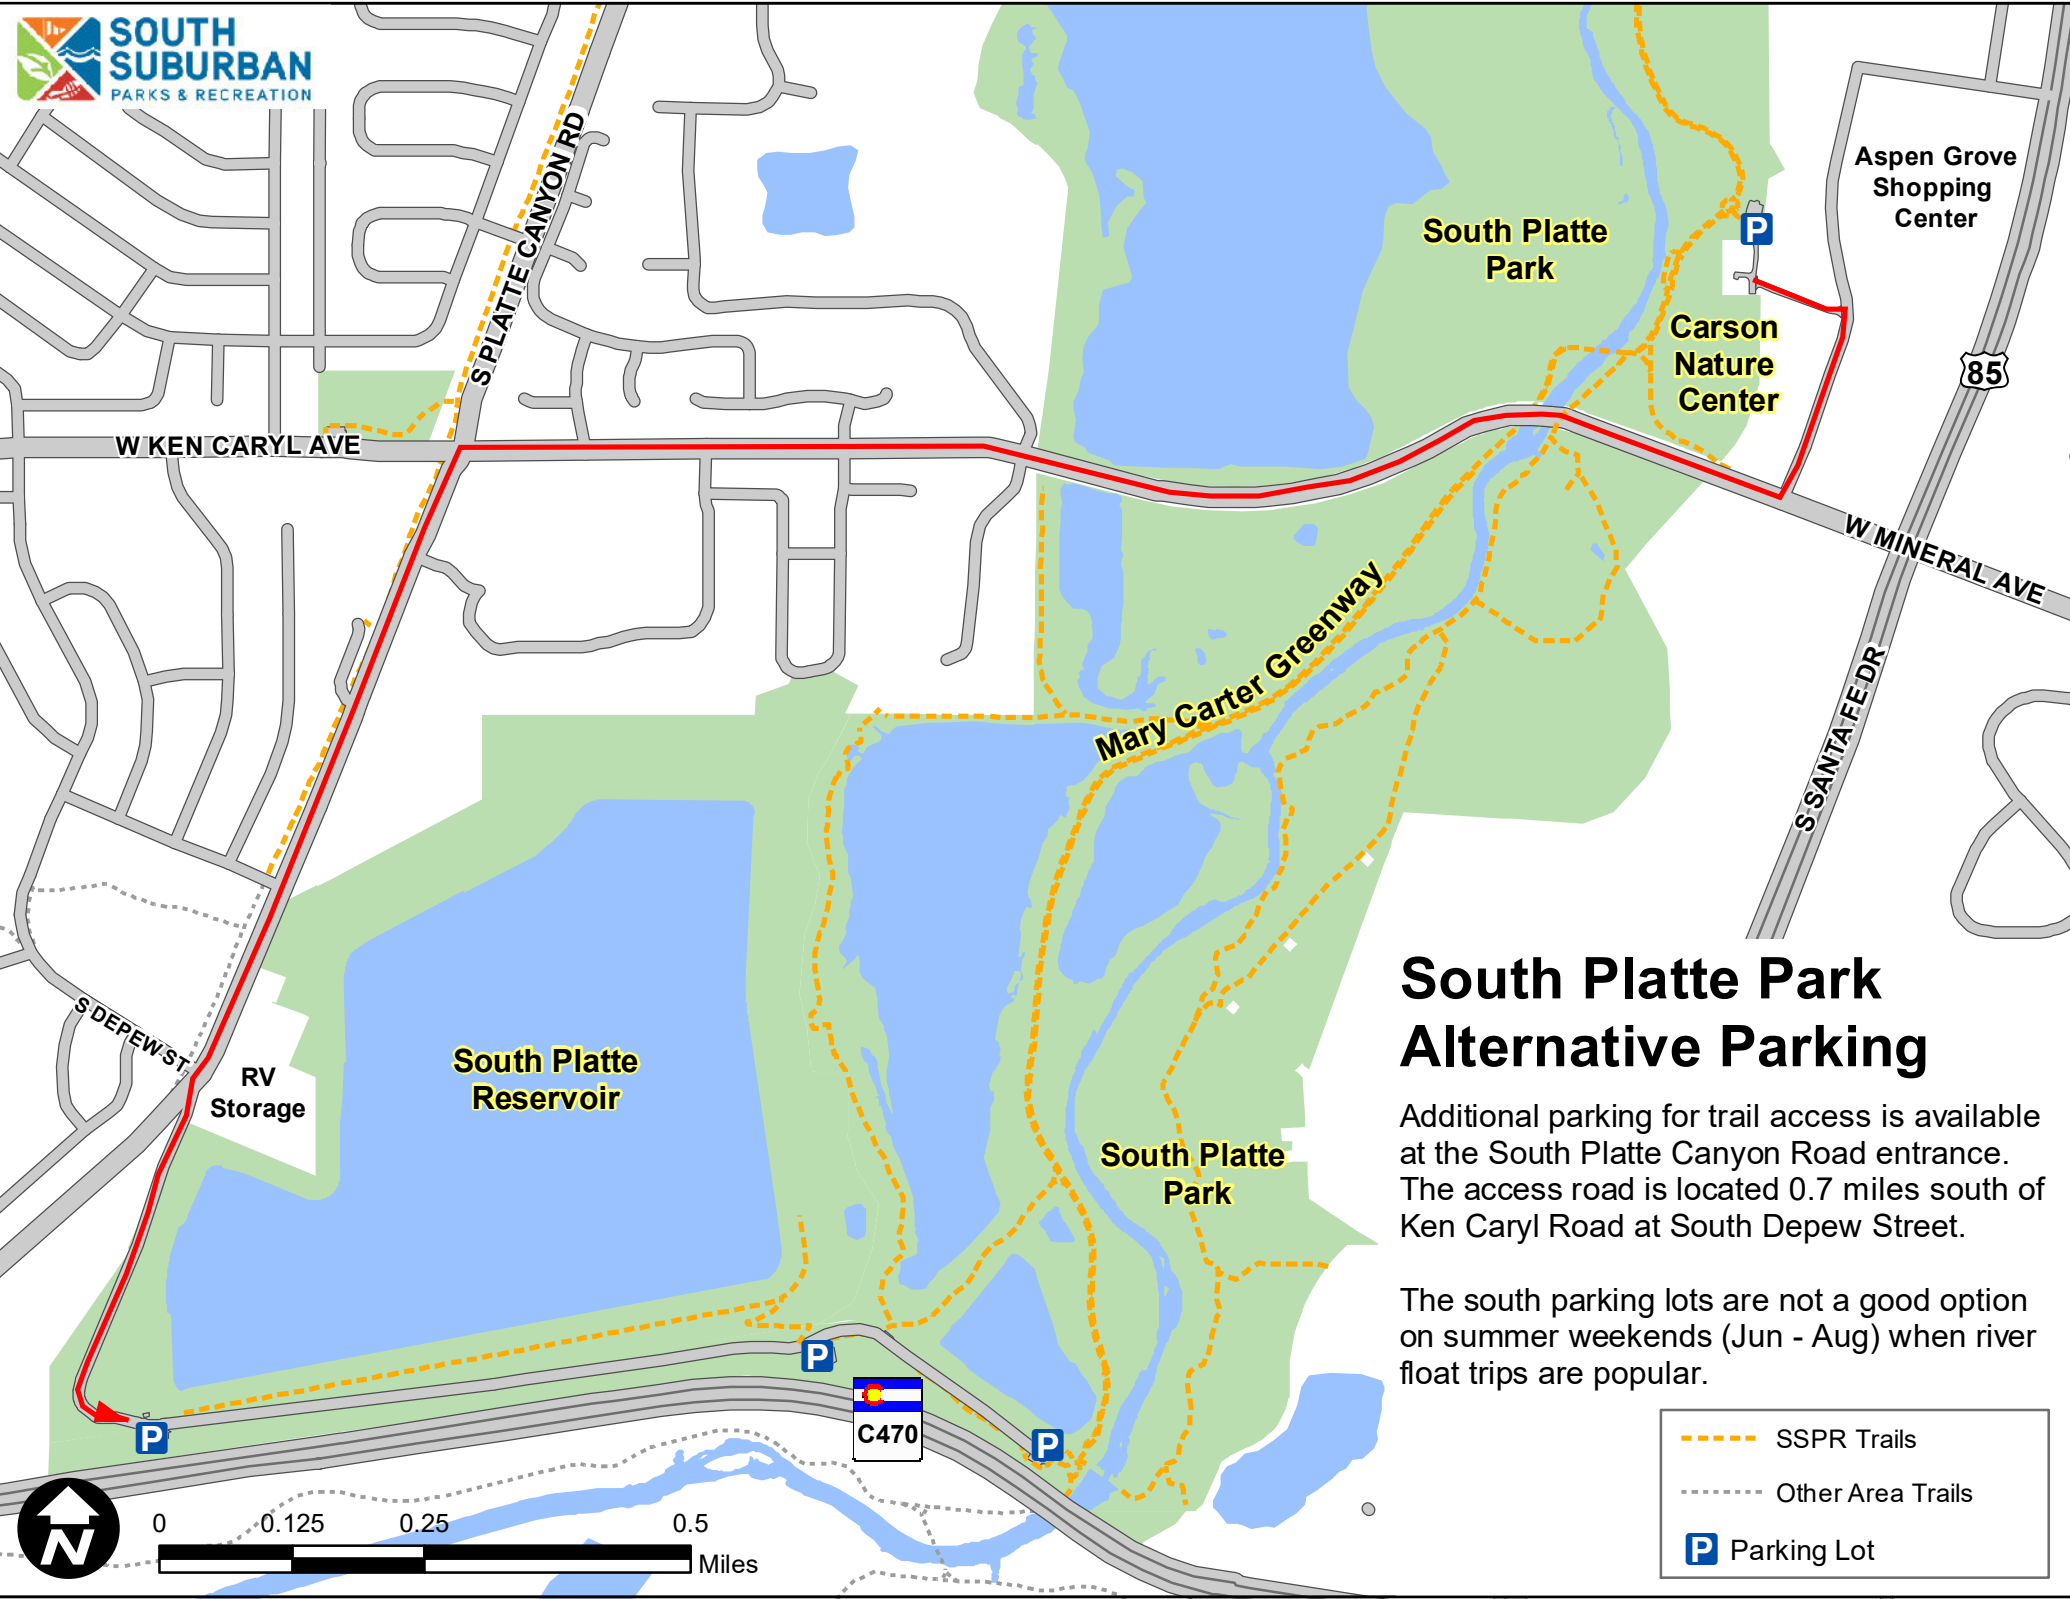 SOUTH
SUBURBAN
PARKS & RECREATION
S PLATTE CANYON RD
Aspen Grove
Shopping
Center
South Platte
Park
P
Carson
Nature
Center
85
W KEN CARYL AVE
W MINERAL AVE
Mary Carter Greenway
S SANTA FE DR
S DEPEW ST
RV
Storage
South Platte
Reservoir
South Platte
Park
South Platte Park
Alternative Parking
Additional parking for trail access is available
at the South Platte Canyon Road entrance.
The access road is located 0.7 miles south of
Ken Caryl Road at South Depew Street.
The south parking lots are not a good option
on summer weekends (Jun - Aug) when river
float trips are popular.
P
P
P
C470
SSPR Trails
Other Area Trails
P Parking Lot
N
0 0.125 0.25 0.5
Miles